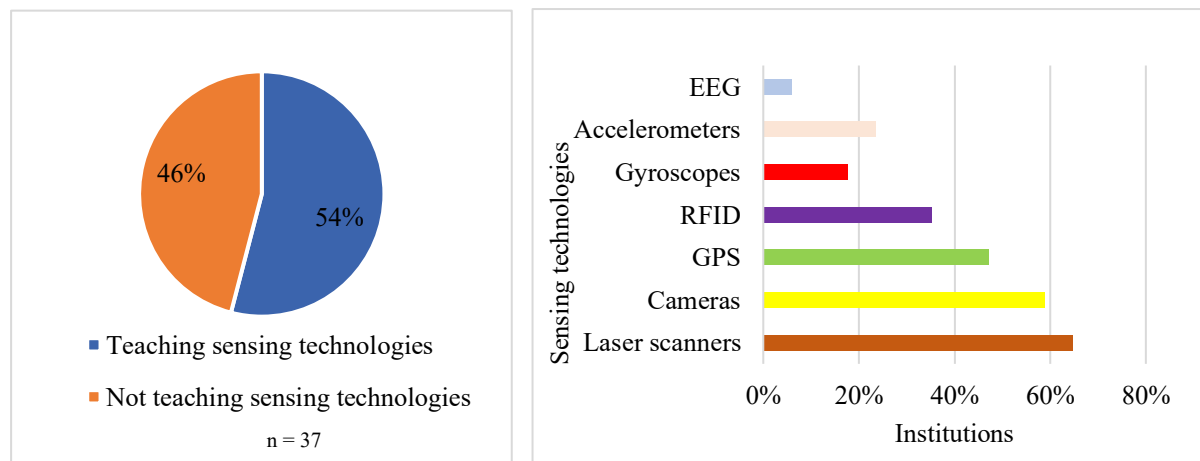 46%
54%
Teaching sensing technologies
Not teaching sensing technologies
n = 37
Sensing technologies
EEG
Accelerometers
Gyroscopes
RFID
GPS
Cameras
Laser scanners
0% 20% 40% 60% 80%
Institutions